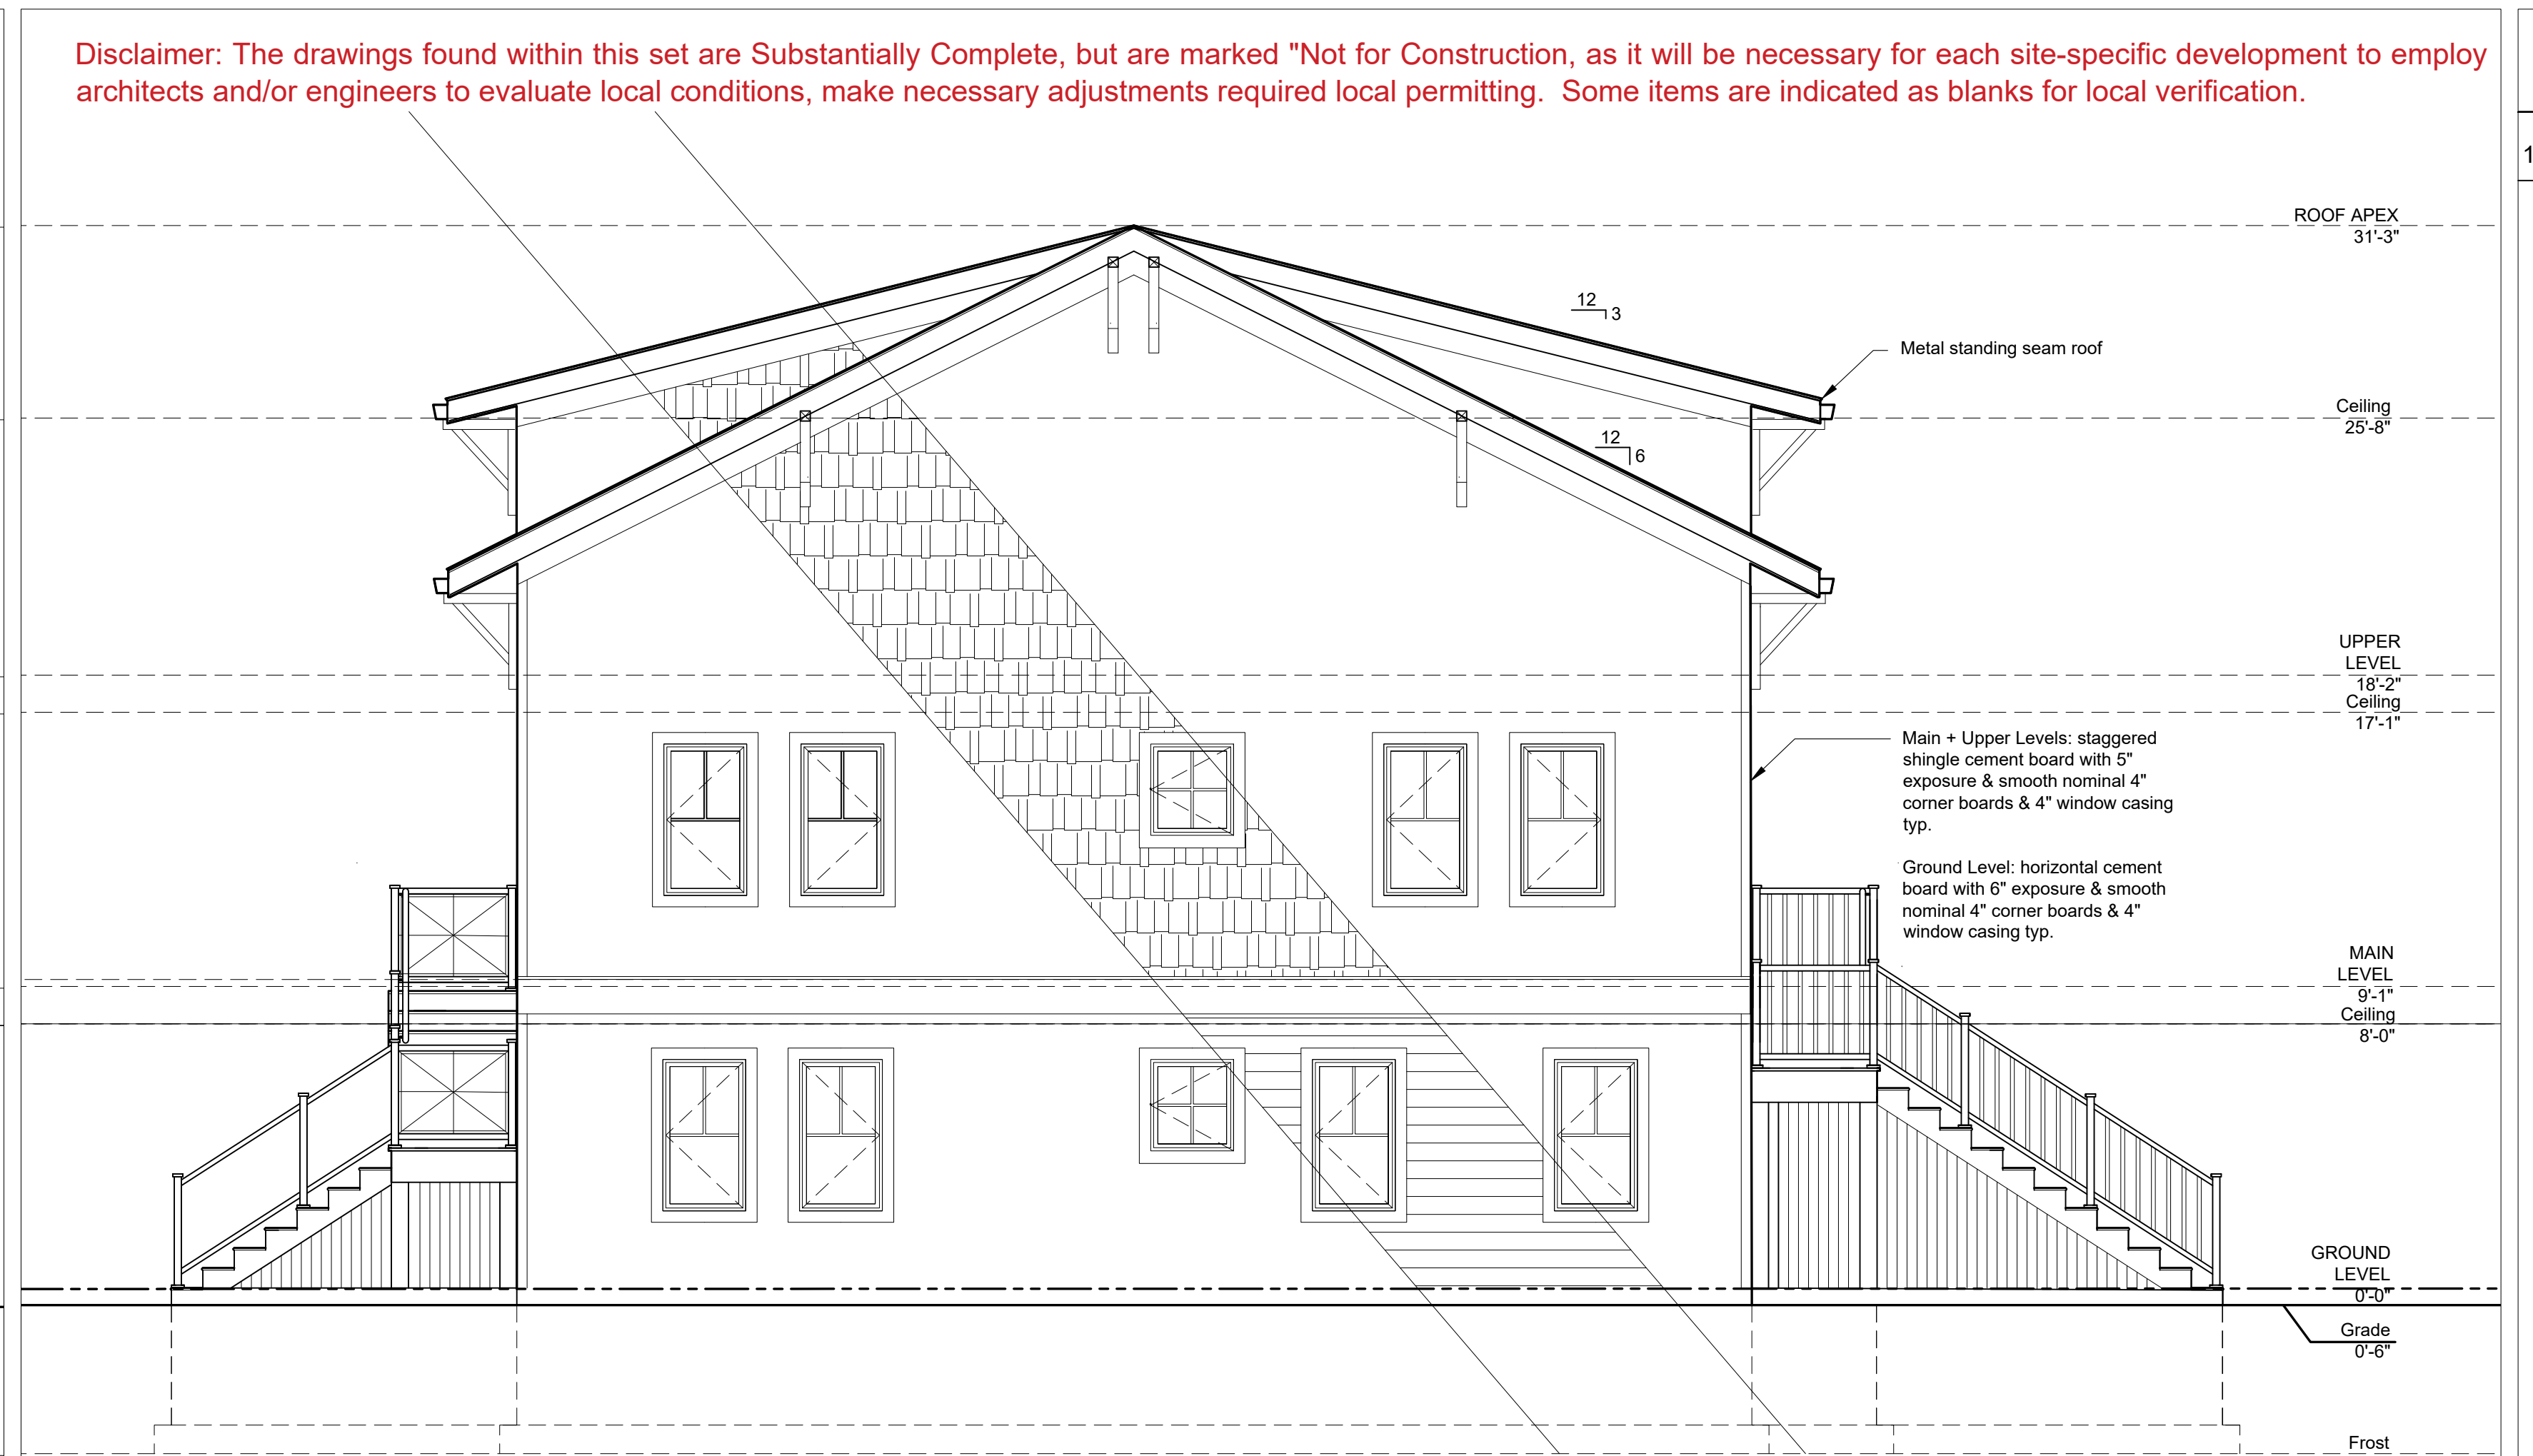 Disclaimer: The drawings found within this set are Substantially Complete, but are marked "Not for Construction, as it will be necessary for each site-specific development to employ
architects and/or engineers to evaluate local conditions, make necessary adjustments required local permitting.  Some items are indicated as blanks for local verification.
1
ROOF APEX
31'-3"
12
3
Metal standing seam roof
Ceiling
25'-8"
12
6
UPPER
LEVEL
18'-2"
Ceiling
17'-1"
Main + Upper Levels: staggered
shingle cement board with 5"
exposure & smooth nominal 4"
corner boards & 4" window casing
typ.
Ground Level: horizontal cement
board with 6" exposure & smooth
nominal 4" corner boards & 4"
window casing typ.
MAIN
LEVEL
9'-1"
Ceiling
8'-0"
GROUND
LEVEL
0'-0"
Grade
0'-6"
Frost